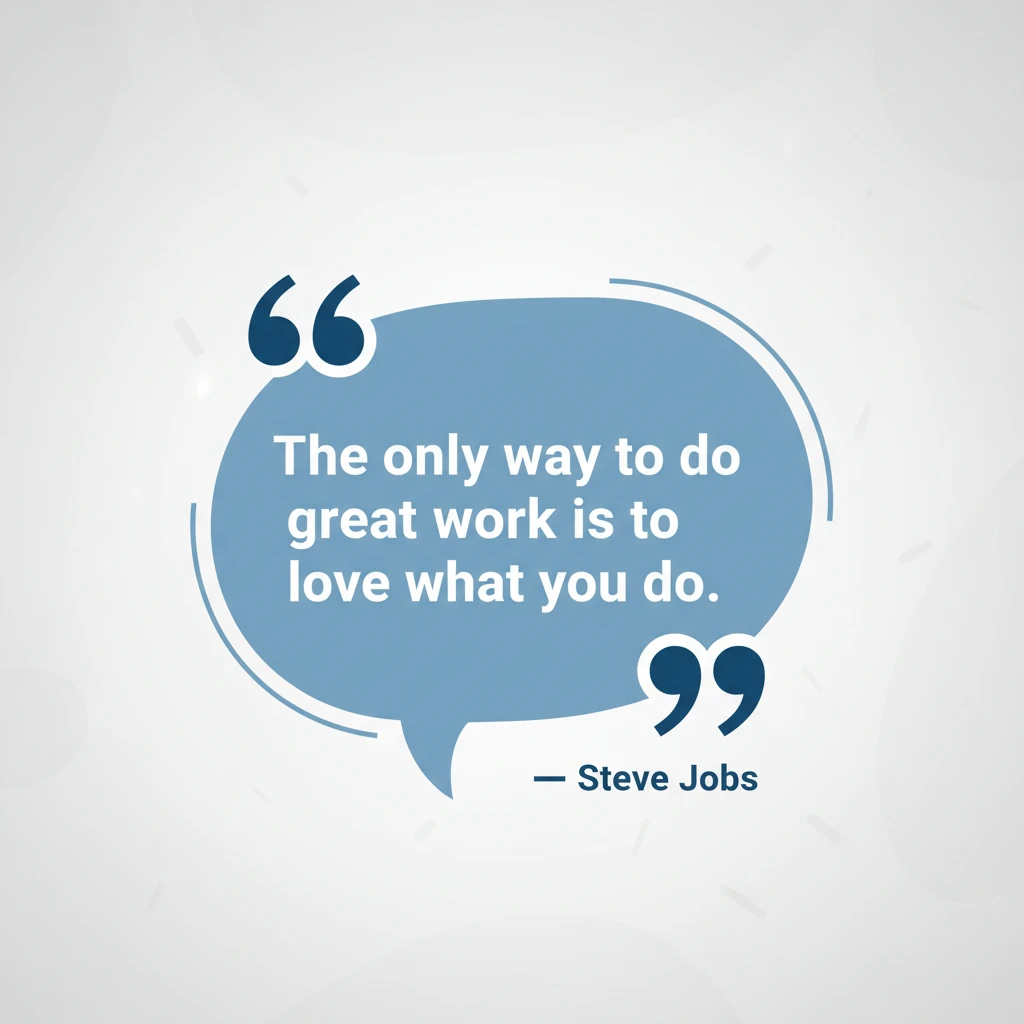 “
The only way to do
great work is to
love what you do.
”
— Steve Jobs